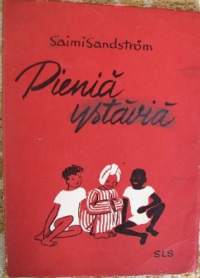 Saimi Sandström
Pieniä
ystäviä
SLS